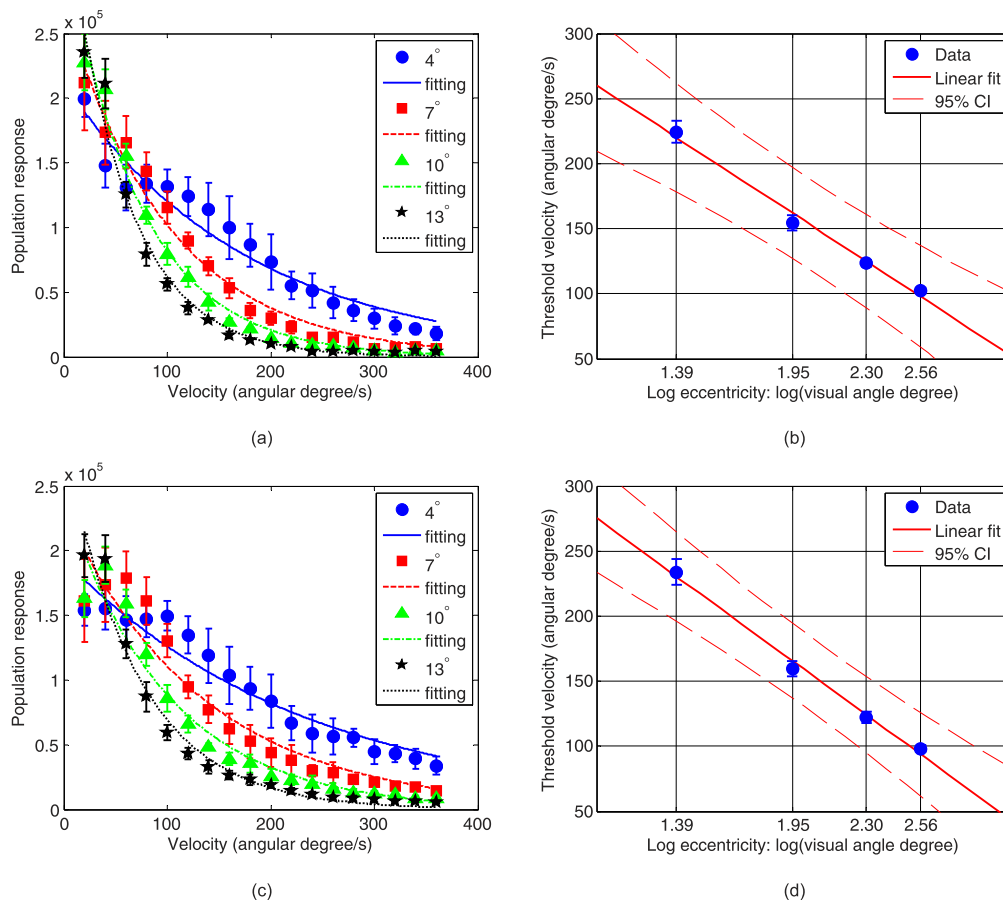 x 10^5
2.5
2
1.5
1
0.5
0
Population response
0 100 200 300 400
Velocity (angular degree/s)
4°
fitting
7°
fitting
10°
fitting
13°
fitting
(a)
300
250
200
150
100
50
Threshold velocity (angular degree/s)
1.39 1.95 2.30 2.56
Log eccentricity: log(visual angle degree)
Data
Linear fit
95% CI
(b)
x 10^5
2.5
2
1.5
1
0.5
0
Population response
0 100 200 300 400
Velocity (angular degree/s)
4°
fitting
7°
fitting
10°
fitting
13°
fitting
(c)
300
250
200
150
100
50
Threshold velocity (angular degree/s)
1.39 1.95 2.30 2.56
Log eccentricity: log(visual angle degree)
Data
Linear fit
95% CI
(d)